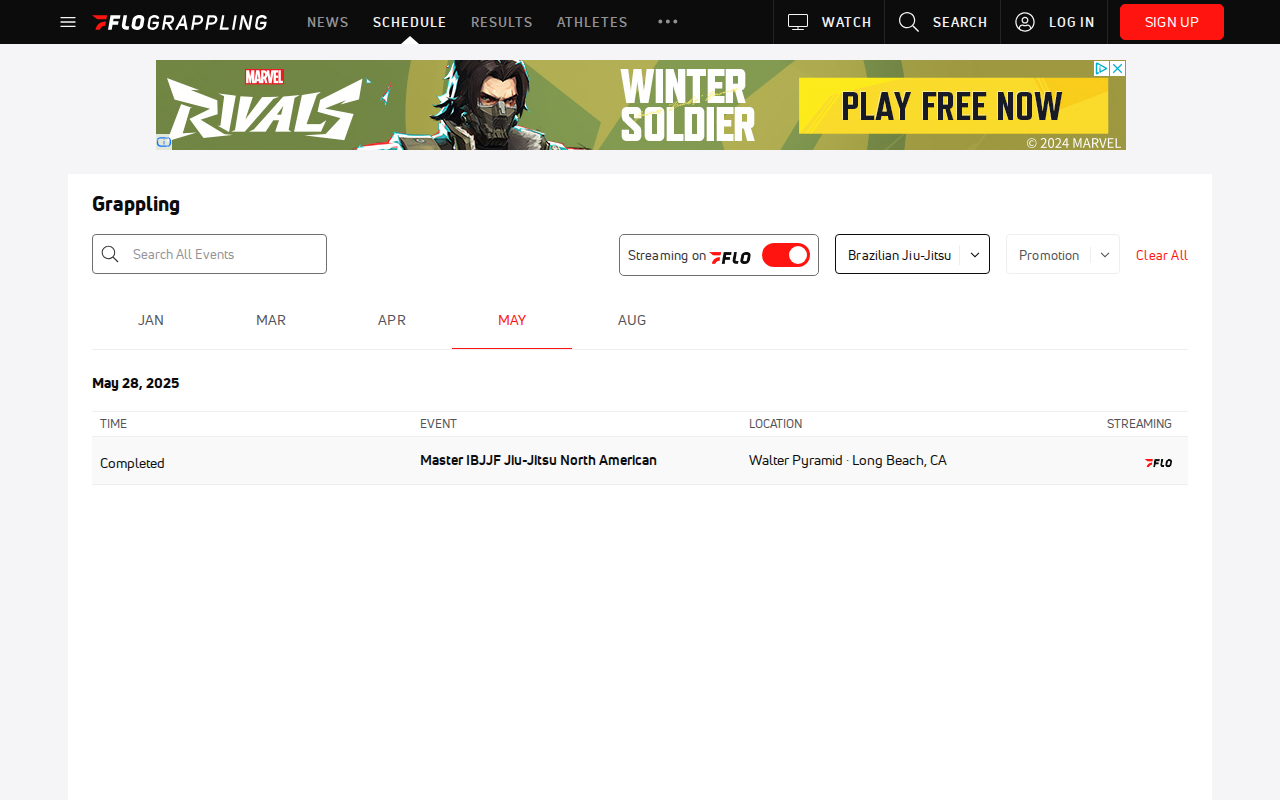 FLOGRAPPLING NEWS SCHEDULE RESULTS ATHLETES WATCH SEARCH LOG IN SIGN UP
MARVEL
RIVALS
WINTER
SOLDIER
PLAY FREE NOW
© 2024 MARVEL
Grappling
Search All Events
Streaming on FLO
Brazilian Jiu-Jitsu
Promotion
Clear All
JAN MAR APR MAY AUG
May 28, 2025
TIME EVENT LOCATION STREAMING
Completed Master IBJJF Jiu-Jitsu North American Walter Pyramid · Long Beach, CA FLO